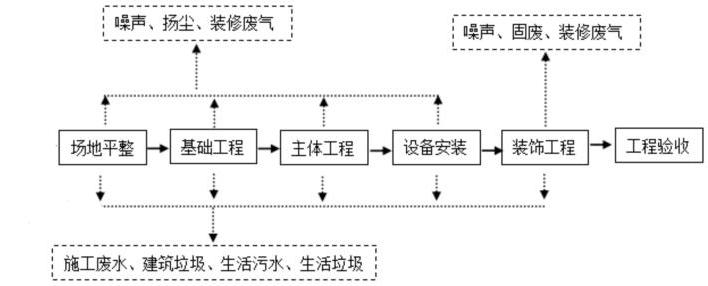 噪声、扬尘、装修废气
噪声、固废、装修废气
场地平整
基础工程
主体工程
设备安装
装饰工程
工程验收
施工废水、建筑垃圾、生活污水、生活垃圾